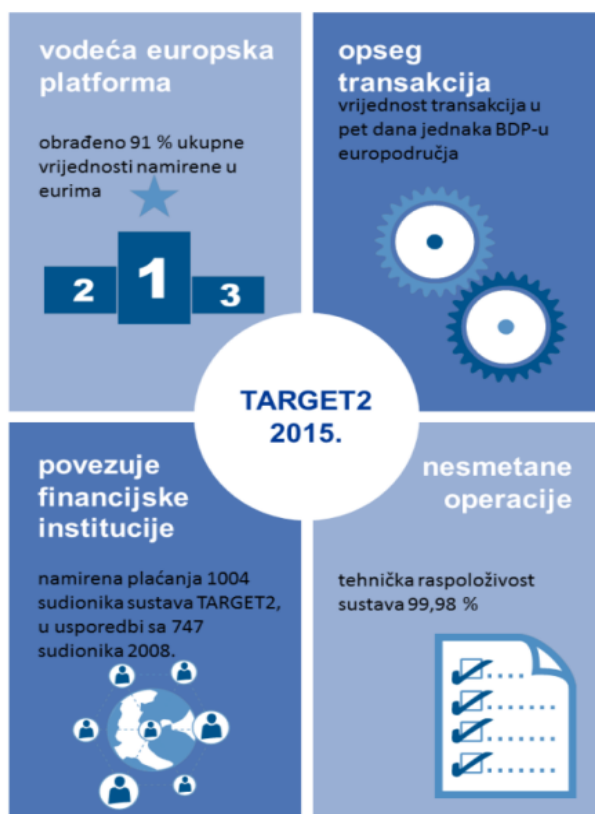 vodeća europska
platforma
obrađeno 91 % ukupne
vrijednosti namirene u
eurima
2
1
3
opseg
transakcija
vrijednost transakcija u
pet dana jednaka BDP-u
europodručja
TARGET2
2015.
povezuje
financijske
institucije
namirena plaćanja 1004
sudionika sustava TARGET2,
u usporedbi sa 747
sudionika 2008.
nesmetane
operacije
tehnička raspoloživost
sustava 99,98 %